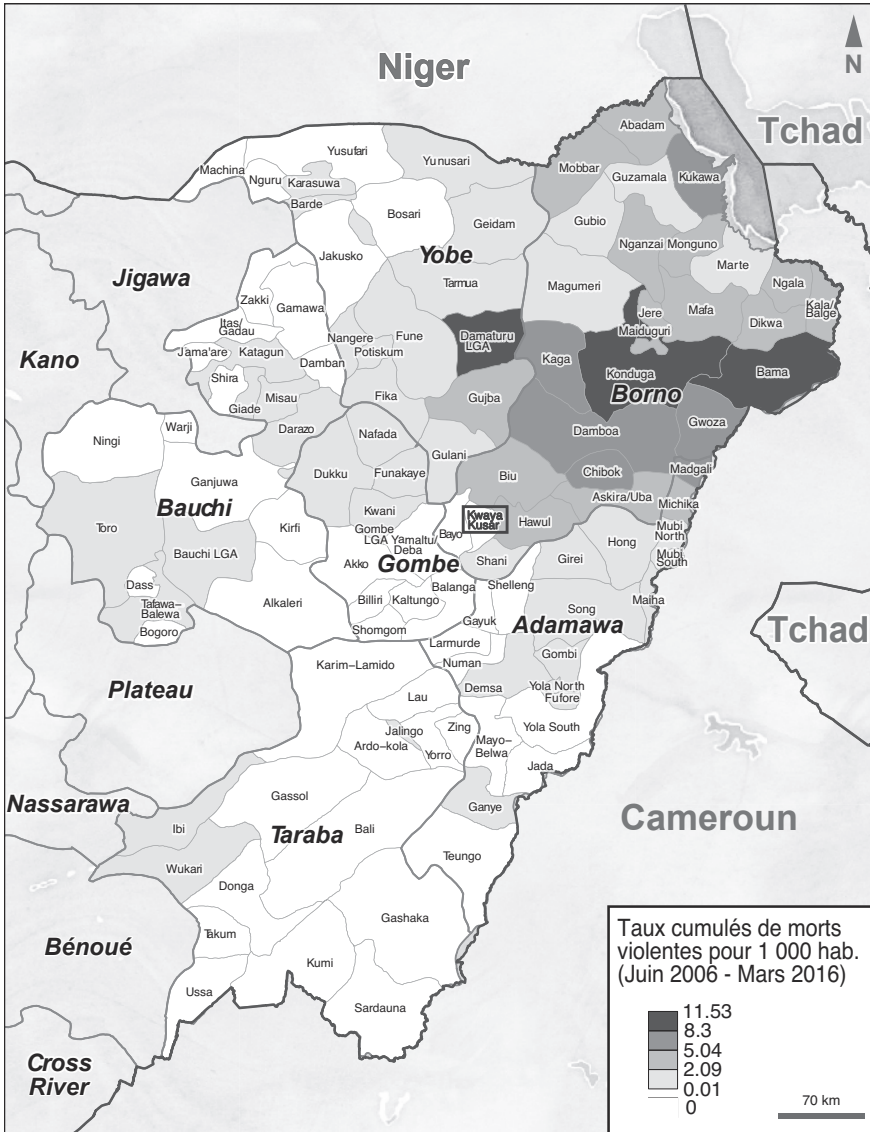 N
Niger
Tchad
Abadam
Yusufari
Yunusari
Mobbar
Machina
Nguru
Karasuwa
Guzamala
Kukawa
Barde
Bosari
Geidam
Gubio
Yobe
Nganzai
Monguno
Jakusko
Marte
Jigawa
Tarmua
Magumeri
Ngala
Zakki
Gamawa
Jere
Mafa
Kala/
Balge
Itas/
Gadau
Dikwa
Maiduguri
Nangere
Fune
Damaturu
LGA
Jama'are
Katagun
Potiskum
Kaga
Kano
Damban
Konduga
Bama
Shira
Borno
Misau
Fika
Gujba
Giade
Gwoza
Darazo
Damboa
Warji
Nafada
Ningi
Gulani
Dukku
Funakaye
Biu
Chibok
Madgali
Ganjuwa
Askira/Uba
Michika
Bauchi
Kwani
Kwaya
Kusar
Hawul
Toro
Kirfi
Gombe
LGA
Yamaltu/
Deba
Bayo
Mubi
North
Hong
Bauchi LGA
Mubi
South
Akko
Gombe
Shani
Girei
Dass
Balanga
Shelleng
Billiri
Kaltungo
Maiha
Tafawa–
Balewa
Alkaleri
Song
Gayuk
Adamawa
Bogoro
Shomgom
Tchad
Larmurde
Gombi
Karim–Lamido
Numan
Plateau
Demsa
Yola North
Fufore
Lau
Jalingo
Zing
Yola South
Ardo–kola
Yorro
Mayo–
Belwa
Jada
Nassarawa
Gassol
Ganye
Cameroun
Ibi
Bali
Taraba
Wukari
Teungo
Donga
Gashaka
Takum
Bénoué
Kumi
Ussa
Sardauna
Cross
River
Taux cumulés de morts
violentes pour 1 000 hab.
(Juin 2006 - Mars 2016)
11.53
8.3
5.04
2.09
0.01
0
70 km